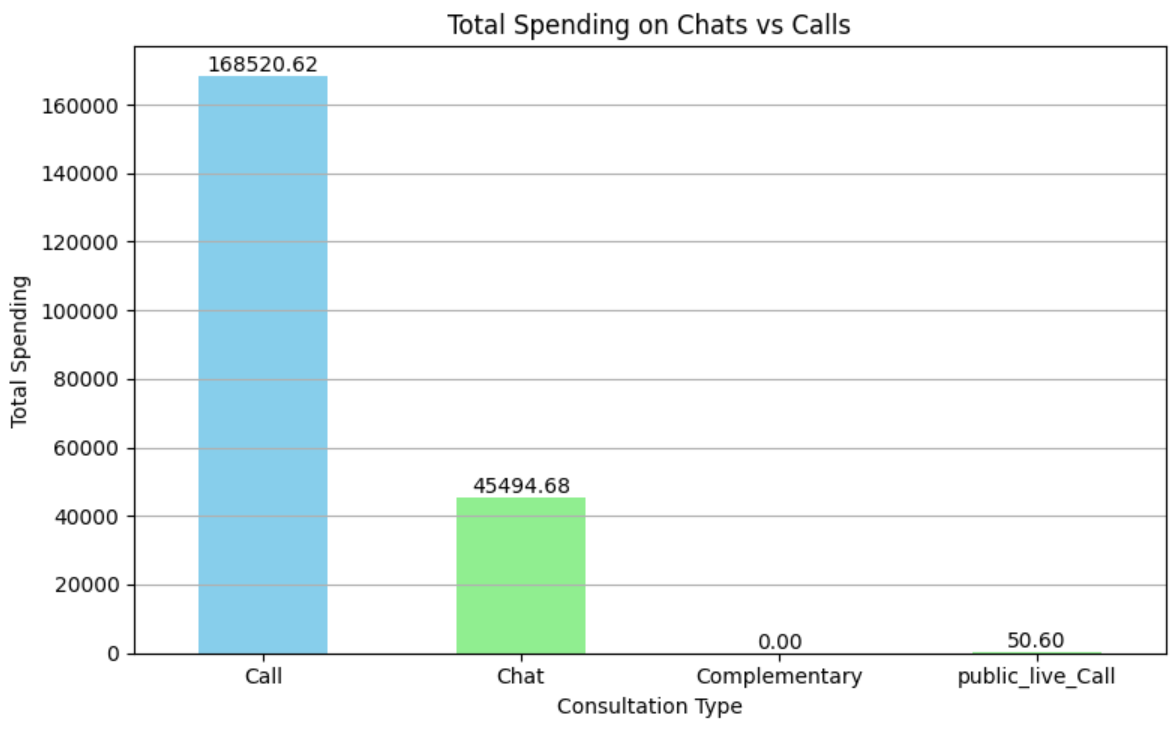 Total Spending on Chats vs Calls
168520.62
160000
140000
120000
100000
80000
60000
40000
20000
0
Total Spending
45494.68
0.00
50.60
Call
Chat
Complementary
public_live_Call
Consultation Type